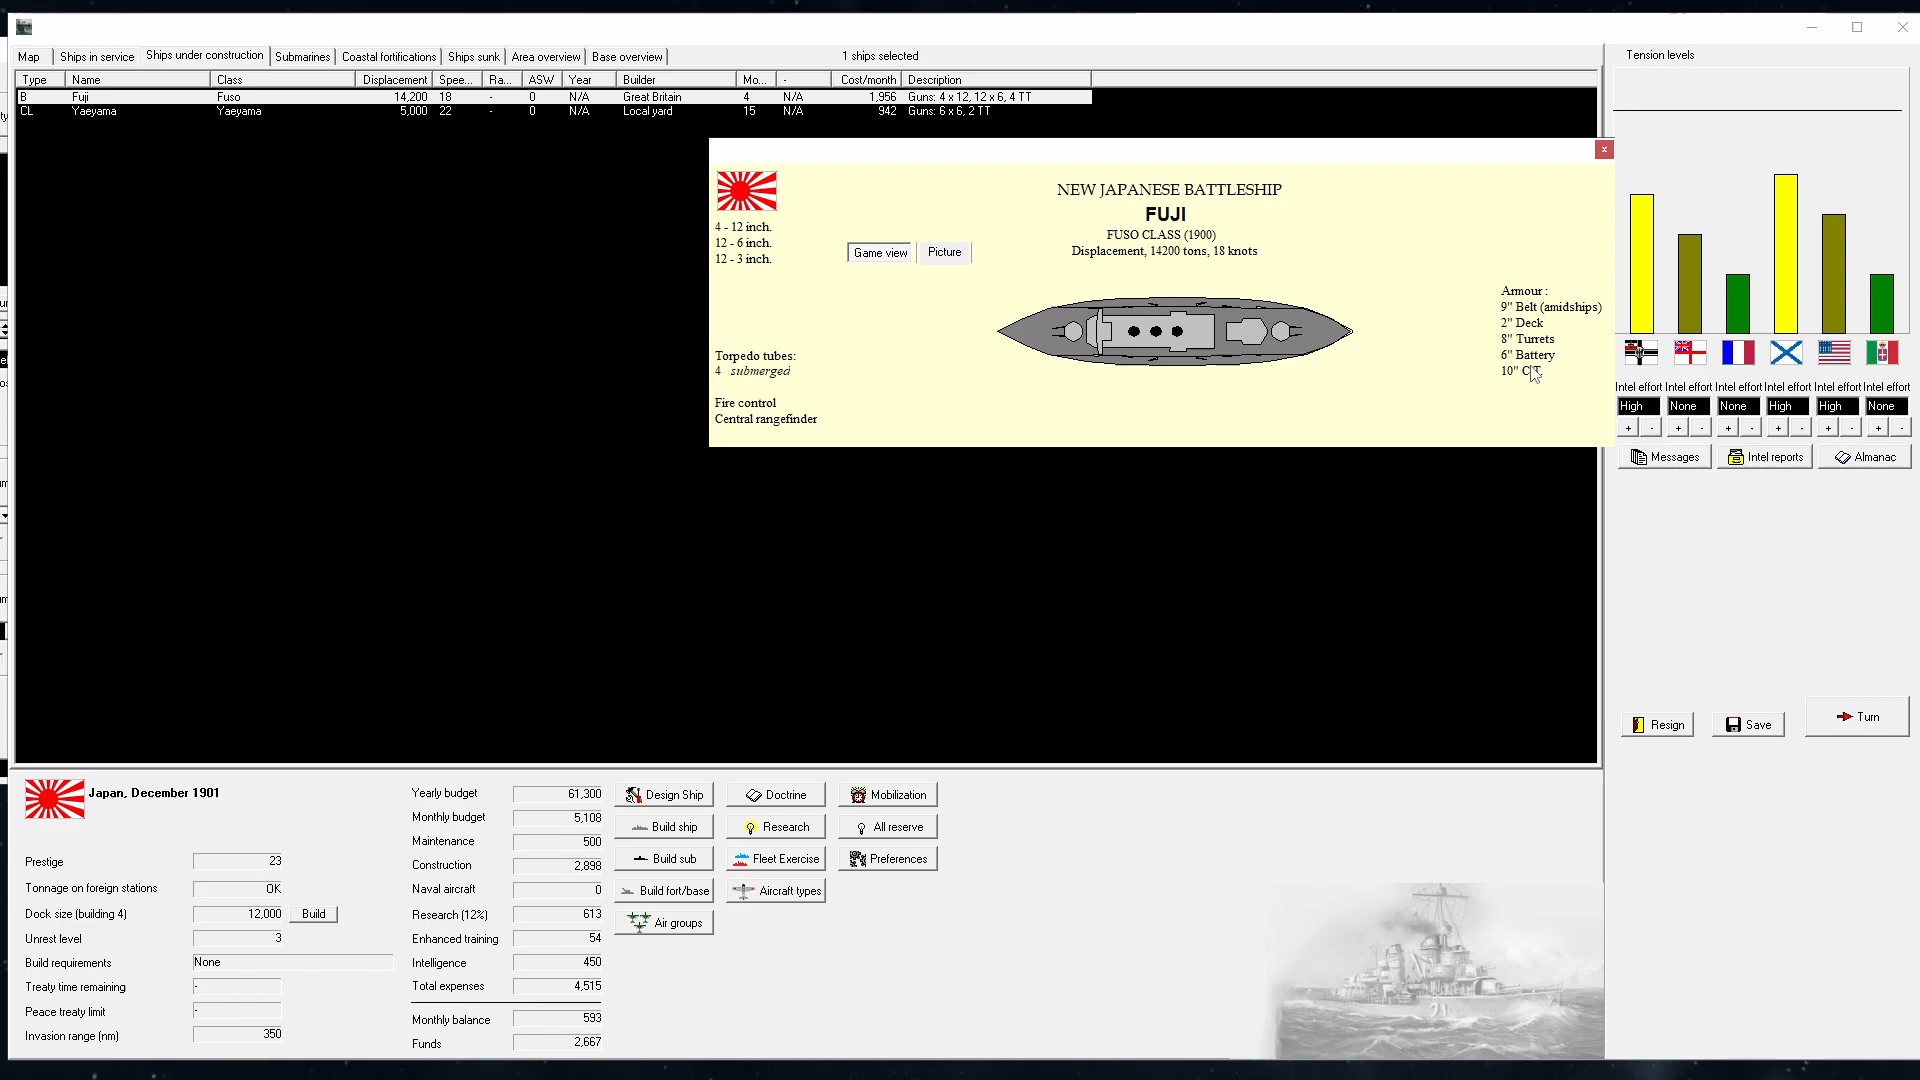 Map Ships in service Ships under construction Submarines Coastal fortifications Ships sunk Area overview Base overview 1 ships selected
Tension levels
Type Name Class Displacement Spee... Ra... ASW Year Builder Mo... - Cost/month Description
B Fuji Fuso 14,200 18 - 0 N/A Great Britain 4 N/A 1,956 Guns: 4 x 12, 12 x 6, 4 TT
CL Yaeyama Yaeyama 5,000 22 - 0 N/A Local yard 15 N/A 942 Guns: 6 x 6, 2 TT
x
NEW JAPANESE BATTLESHIP
FUJI
FUSO CLASS (1900)
Displacement, 14200 tons, 18 knots
4 - 12 inch.
12 - 6 inch.
12 - 3 inch.
Game view Picture
Armour :
9" Belt (amidships)
2" Deck
8" Turrets
6" Battery
10"
Torpedo tubes:
4 submerged
Fire control
Central rangefinder
Intel effort Intel effort Intel effort Intel effort Intel effort Intel effort
High None None High High None
+ - + - + - + - + - + -
Messages Intel reports Almanac
Resign Save Turn
Japan, December 1901
Prestige 23
Tonnage on foreign stations OK
Dock size (building 4) 12,000 Build
Unrest level 3
Build requirements None
Treaty time remaining -
Peace treaty limit -
Invasion range (nm) 350
Yearly budget 61,300
Monthly budget 5,108
Maintenance 500
Construction 2,898
Naval aircraft 0
Research (12%) 613
Enhanced training 54
Intelligence 450
Total expenses 4,515
Monthly balance 593
Funds 2,667
Design Ship Doctrine Mobilization
Build ship Research All reserve
Build sub Fleet Exercise Preferences
Build fort/base Aircraft types
Air groups